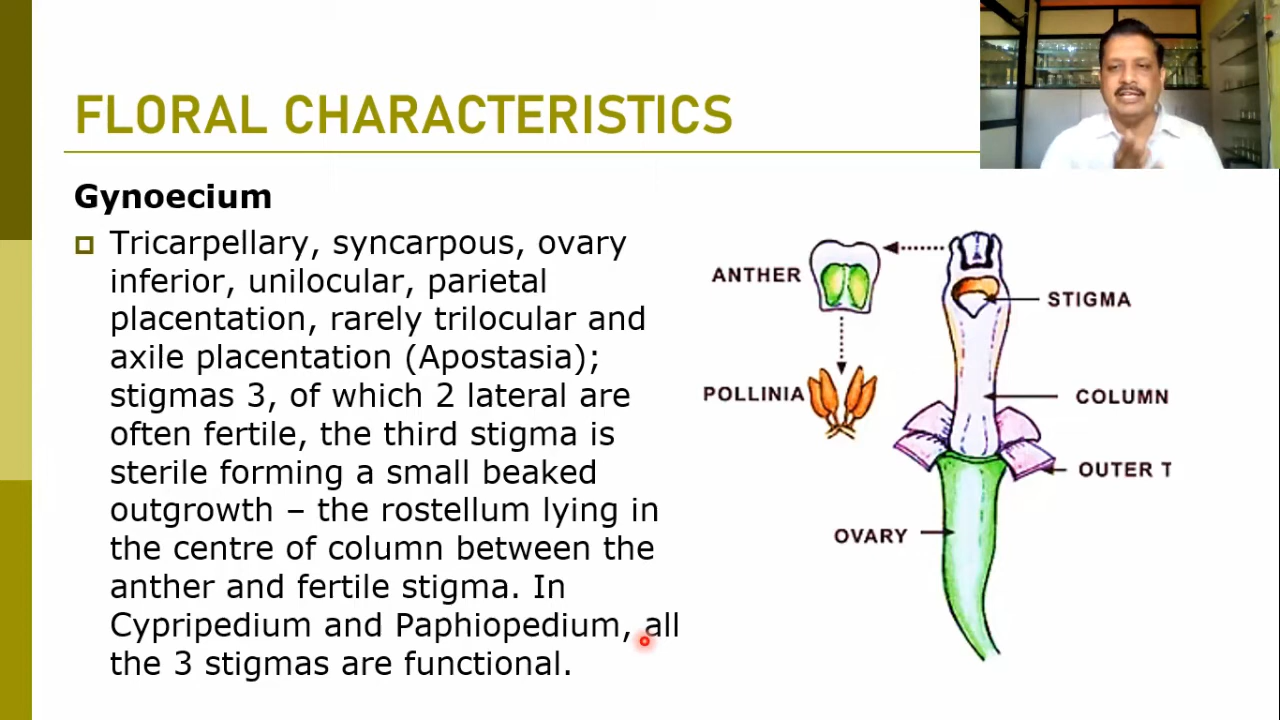 FLORAL CHARACTERISTICS
Gynoecium
Tricarpellary, syncarpous, ovary
inferior, unilocular, parietal
placentation, rarely trilocular and
axile placentation (Apostasia);
stigmas 3, of which 2 lateral are
often fertile, the third stigma is
sterile forming a small beaked
outgrowth – the rostellum lying in
the centre of column between the
anther and fertile stigma. In
Cypripedium and Paphiopedium, all
the 3 stigmas are functional.
ANTHER
STIGMA
POLLINIA
COLUMN
OUTER T
OVARY